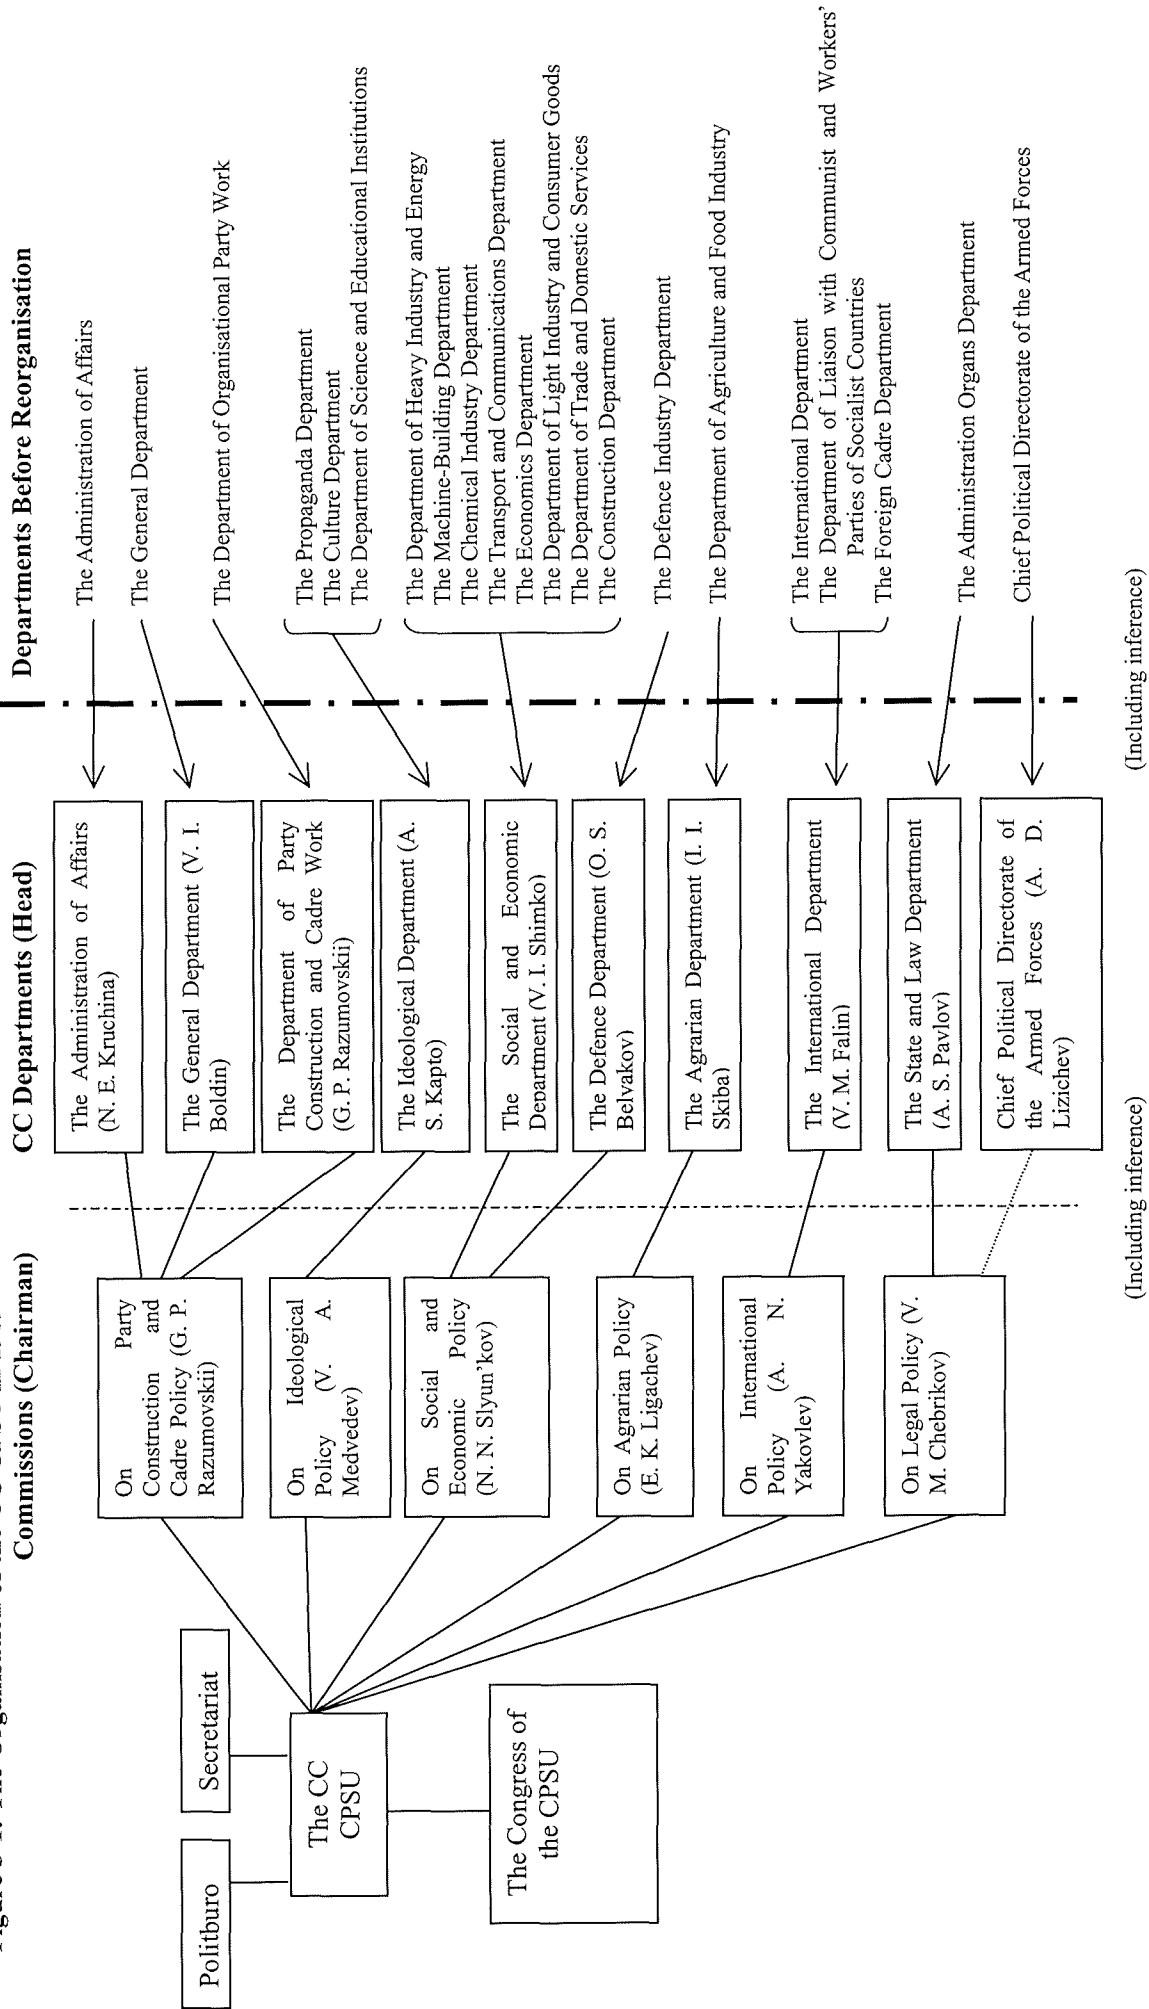 Commissions (Chairman)
CC Departments (Head)
Departments Before Reorganisation
Politburo
Secretariat
The CC
CPSU
The Congress of
the CPSU
On Party
Construction and
Cadre Policy (G. P.
Razumovskii)
On Ideological
Policy (V. A.
Medvedev)
On Social and
Economic Policy
(N. N. Slyun'kov)
On Agrarian Policy
(E. K. Ligachev)
On International
Policy (A. N.
Yakovlev)
On Legal Policy (V.
M. Chebrikov)
The Administration of Affairs
(N. E. Kruchina)
The General Department (V. I.
Boldin)
The Department of Party
Construction and Cadre Work
(G. P. Razumovskii)
The Ideological Department (A.
S. Kapto)
The Social and Economic
Department (V. I. Shimko)
The Defence Department (O. S.
Belvakov)
The Agrarian Department (I. I.
Skiba)
The International Department
(V. M. Falin)
The State and Law Department
(A. S. Pavlov)
Chief Political Directorate of
the Armed Forces (A. D.
Lizichev)
The Administration of Affairs
The General Department
The Department of Organisational Party Work
The Propaganda Department
The Culture Department
The Department of Science and Educational Institutions
The Department of Heavy Industry and Energy
The Machine-Building Department
The Chemical Industry Department
The Transport and Communications Department
The Economics Department
The Department of Light Industry and Consumer Goods
The Department of Trade and Domestic Services
The Construction Department
The Defence Industry Department
The Department of Agriculture and Food Industry
The International Department
The Department of Liaison with Communist and Workers'
Parties of Socialist Countries
The Foreign Cadre Department
The Administration Organs Department
Chief Political Directorate of the Armed Forces
(Including inference)
(Including inference)